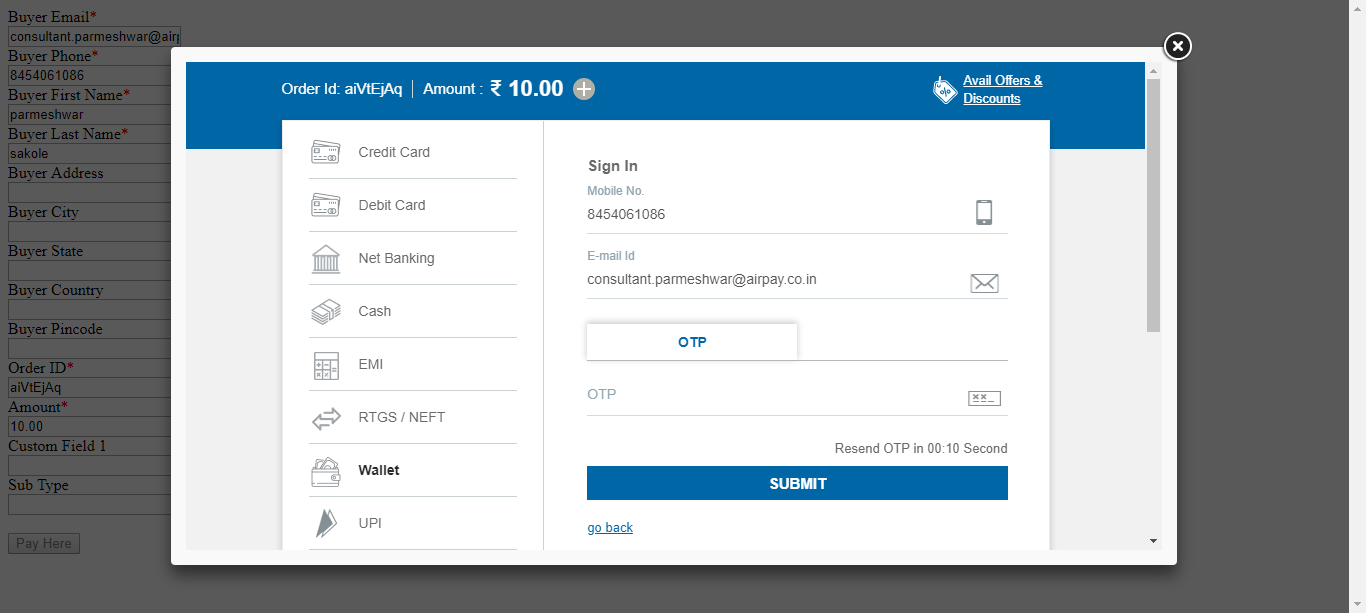 Buyer Email*
consultant.parmeshwar@airp
Buyer Phone*
8454061086
Buyer First Name*
parmeshwar
Buyer Last Name*
sakole
Buyer Address
Buyer City
Buyer State
Buyer Country
Buyer Pincode
Order ID*
aiVtEjAq
Amount*
10.00
Custom Field 1
Sub Type
Pay Here
Order Id: aiVtEjAq | Amount : ₹ 10.00
Avail Offers &
Discounts
Credit Card
Debit Card
Net Banking
Cash
EMI
RTGS / NEFT
Wallet
UPI
Sign In
Mobile No.
8454061086
E-mail Id
consultant.parmeshwar@airpay.co.in
OTP
OTP
Resend OTP in 00:10 Second
SUBMIT
go back